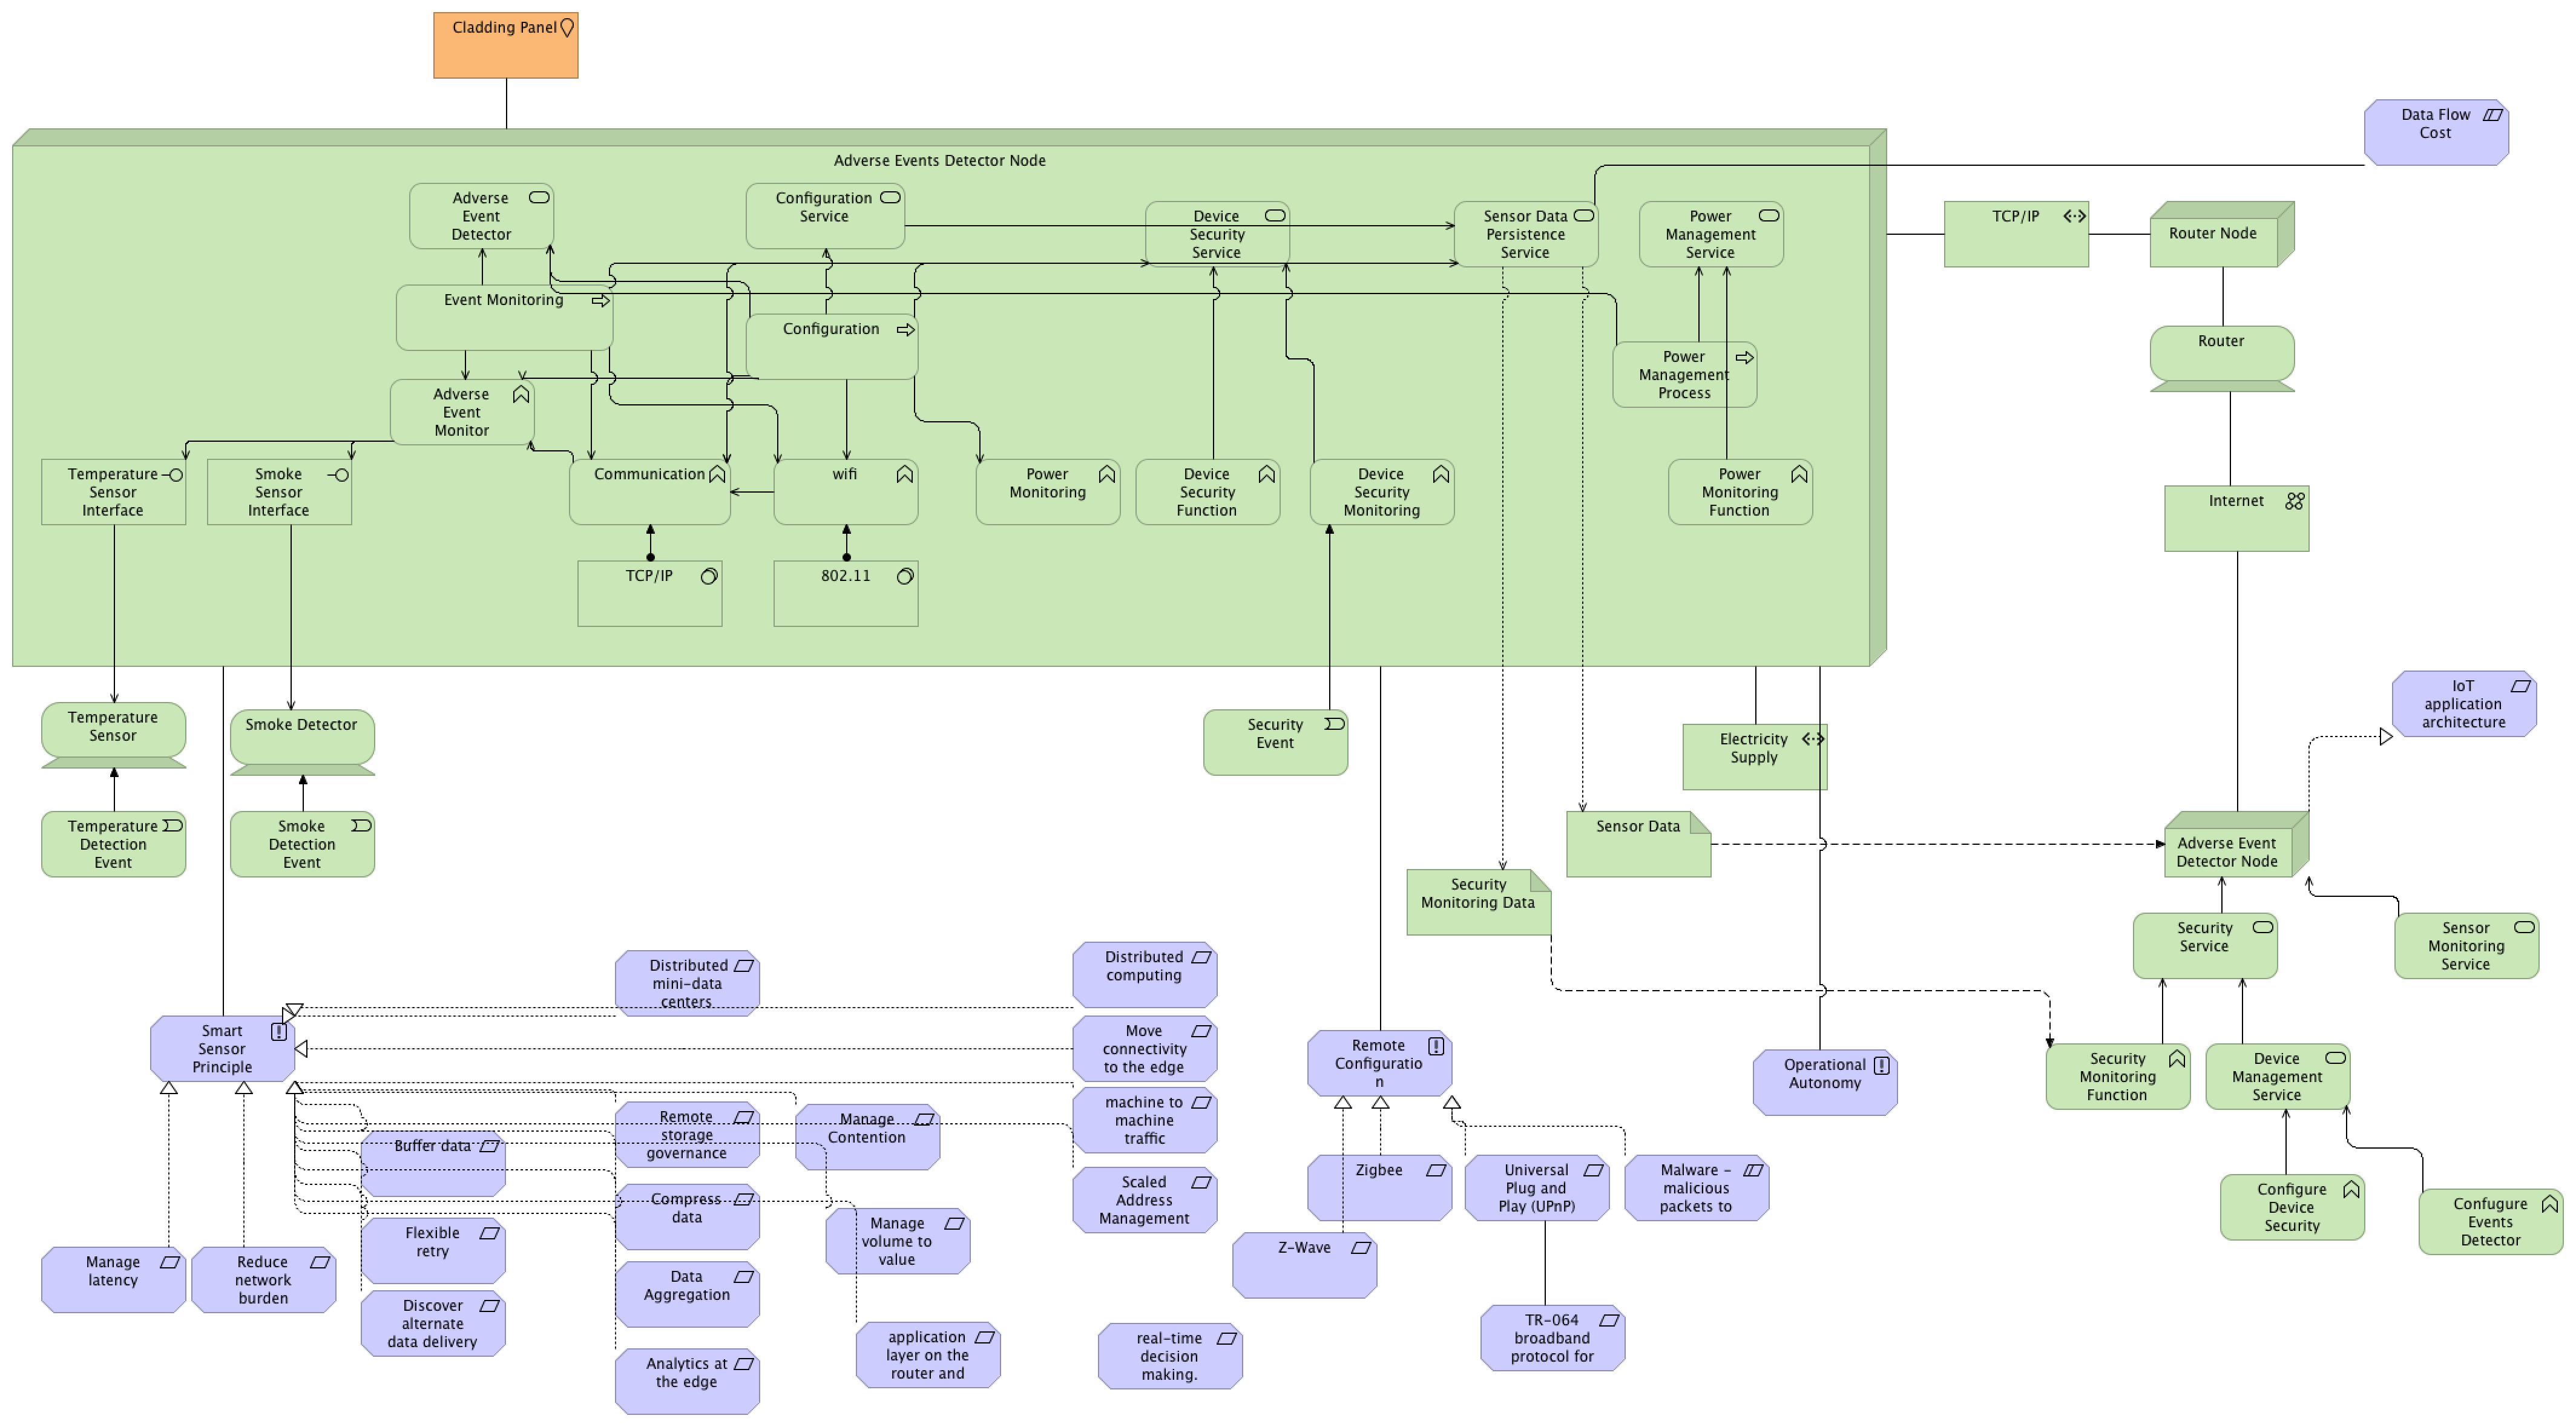 Cladding Panel
Data Flow
Cost
Adverse Events Detector Node
Adverse
Event
Detector
Configuration
Service
Device
Security
Service
Sensor Data
Persistence
Service
Power
Management
Service
TCP/IP
Router Node
Event Monitoring
Configuration
Power
Management
Process
Router
Adverse
Event
Monitor
Temperature
Sensor
Interface
Smoke
Sensor
Interface
Communication
wifi
Power
Monitoring
Device
Security
Function
Device
Security
Monitoring
Power
Monitoring
Function
Internet
TCP/IP
802.11
Temperature
Sensor
Smoke Detector
Security
Event
Electricity
Supply
IoT
application
architecture
Temperature
Detection
Event
Smoke
Detection
Event
Sensor Data
Adverse Event
Detector Node
Security
Monitoring Data
Security
Service
Sensor
Monitoring
Service
Distributed
mini-data
centers
Distributed
computing
Smart
Sensor
Principle
Move
connectivity
to the edge
Remote
Configuratio
n
Operational
Autonomy
Security
Monitoring
Function
Device
Management
Service
Buffer data
Remote
storage
governance
Manage
Contention
machine to
machine
traffic
Scaled
Address
Management
Zigbee
Universal
Plug and
Play (UPnP)
Malware -
malicious
packets to
Configure
Device
Security
Confugure
Events
Detector
Compress
data
Manage
volume to
value
Flexible
retry
Z-Wave
Manage
latency
Reduce
network
burden
Data
Aggregation
Discover
alternate
data delivery
application
layer on the
router and
real-time
decision
making.
TR-064
broadband
protocol for
Analytics at
the edge